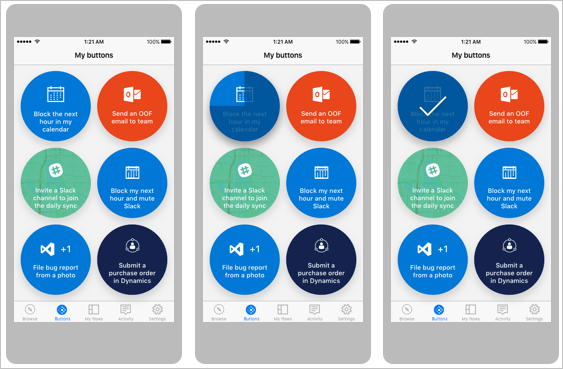 1:21 AM 100%
My buttons
Block the next
hour in my
calendar
Send an OOF
email to team
Invite a Slack
channel to join
the daily sync
Block my next
hour and mute
Slack
+1
File bug report
from a photo
Submit a
purchase order
in Dynamics
Browse Buttons My flows Activity Settings
1:21 AM 100%
My buttons
Block the next
hour in my
calendar
Send an OOF
email to team
Invite a Slack
channel to join
the daily sync
Block my next
hour and mute
Slack
+1
File bug report
from a photo
Submit a
purchase order
in Dynamics
Browse Buttons My flows Activity Settings
1:21 AM 100%
My buttons
Block the next
hour in my
calendar
Send an OOF
email to team
Invite a Slack
channel to join
the daily sync
Block my next
hour and mute
Slack
+1
File bug report
from a photo
Submit a
purchase order
in Dynamics
Browse Buttons My flows Activity Settings